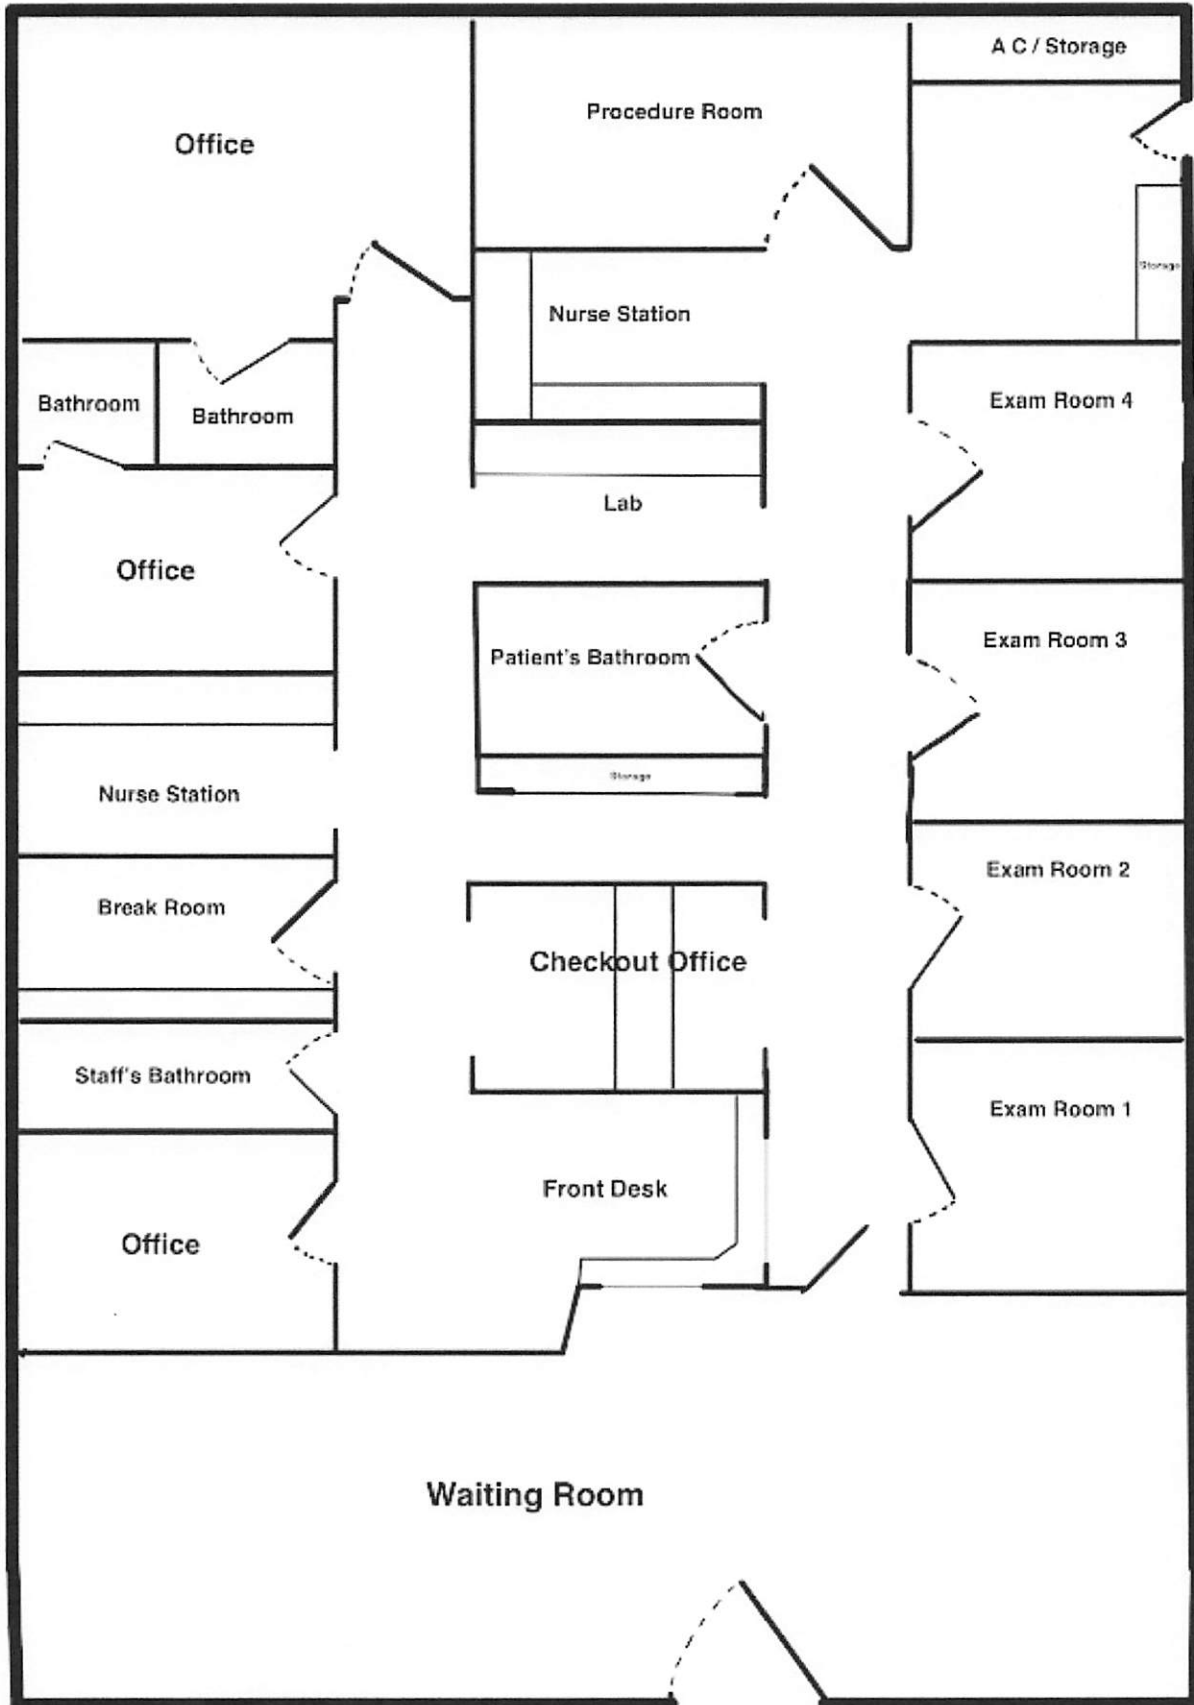 A C / Storage
Procedure Room
Office
Storage
Nurse Station
Bathroom
Bathroom
Exam Room 4
Lab
Office
Exam Room 3
Patient's Bathroom
Storage
Nurse Station
Exam Room 2
Break Room
Checkout Office
Staff's Bathroom
Exam Room 1
Front Desk
Office
Waiting Room